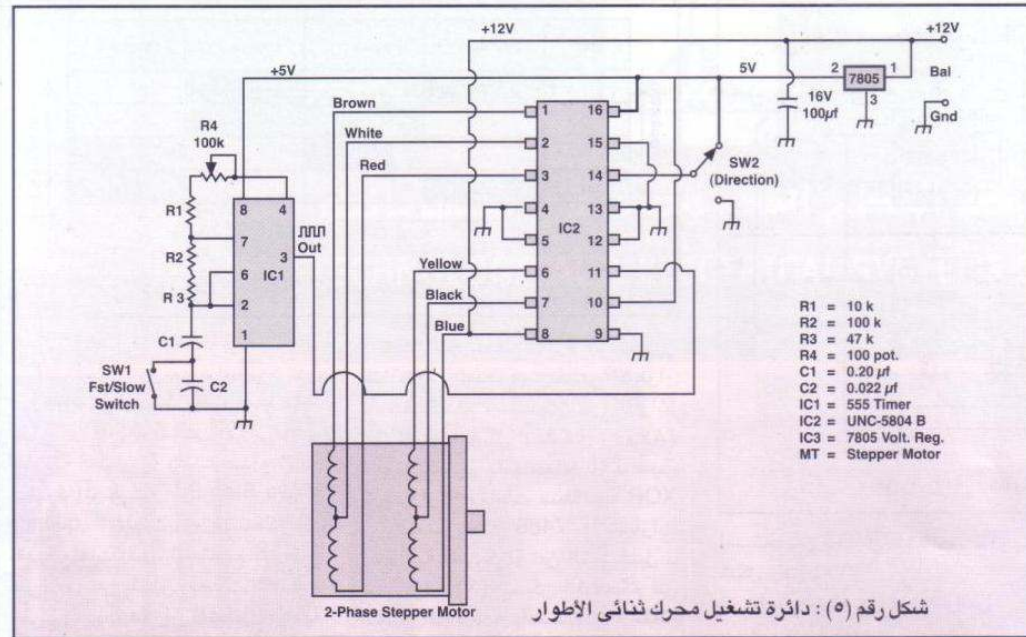 +12V
+12V
+5V
5V
2
7805
1
3
Bal
Gnd
16V
100µf
R4
100k
Brown
White
Red
1
2
3
4
5
6
7
8
IC2
16
15
14
13
12
11
10
9
SW2
(Direction)
R1
R2
R 3
8
4
7
6
2
1
3
IC1
Out
Yellow
Black
Blue
C1
SW1
Fst/Slow
Switch
C2
R1 = 10 k
R2 = 100 k
R3 = 47 k
R4 = 100 pot.
C1 = 0.20 µf
C2 = 0.022 µf
IC1 = 555 Timer
IC2 = UNC-5804 B
IC3 = 7805 Volt. Reg.
MT = Stepper Motor
2-Phase Stepper Motor
شكل رقم (٥) : دائرة تشغيل محرك ثنائى الأطوار